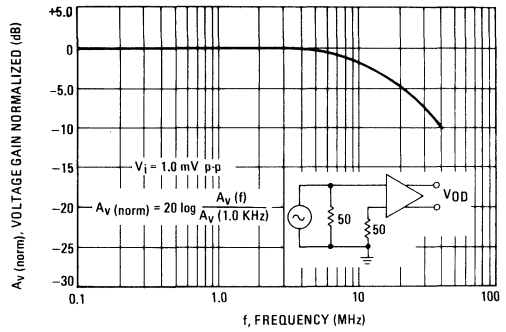 +5.0
0
-5.0
-10
-15
-20
-25
-30
Av (norm), VOLTAGE GAIN NORMALIZED (dB)
Vi = 1.0 mV p-p
Av (norm) = 20 log Av (f) / Av (1.0 KHz)
50
50
VOD
0.1
1.0
10
100
f, FREQUENCY (MHz)